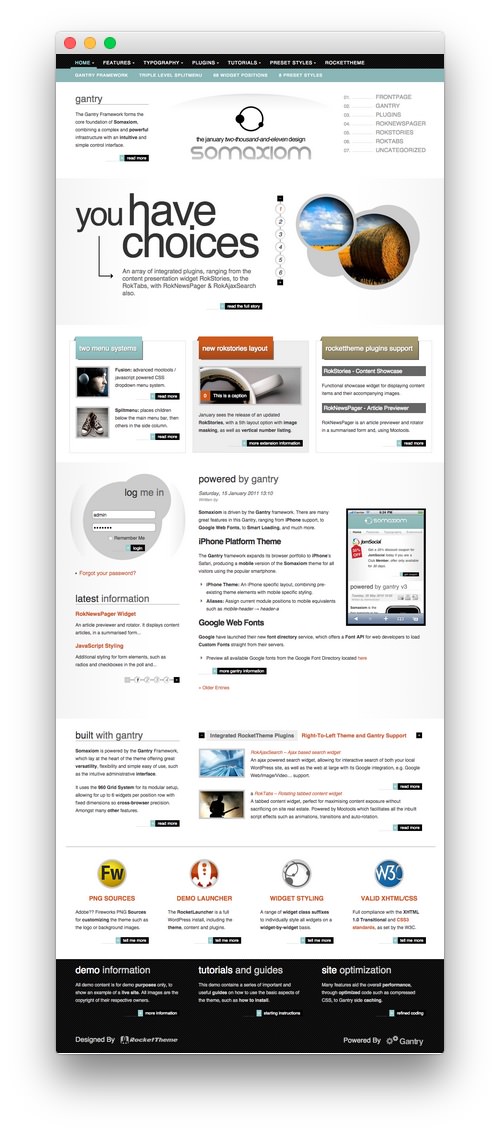 HOME FEATURES TYPOGRAPHY PLUGINS TUTORIALS PRESET STYLES ROCKETTHEME
GANTRY FRAMEWORK TRIPLE LEVEL SPLITMENU 68 WIDGET POSITIONS 8 PRESET STYLES
gantry
The Gantry Framework forms the
core foundation of Somaxiom,
combining a complex and powerful
infrastructure with an intuitive and
simple control interface.
read more
the january two-thousand-and-eleven design
somaxiom
01. FRONTPAGE
02. GANTRY
03. PLUGINS
04. ROKNEWSPAGER
05. ROKSTORIES
06. ROKTABS
07. UNCATEGORIZED
you have
choices
An array of integrated plugins, ranging from the
content presentation widget RokStories, to the
RokTabs, with RokNewsPager & RokAjaxSearch
also.
read the full story
1
2
3
4
5
6
two menu systems
Fusion: advanced mootools /
javascript powered CSS
dropdown menu system.
read more
Splitmenu: places children
below the main menu bar, then
others in the side column.
read more
new rokstories layout
This is a caption
January sees the release of an updated
RokStories, with a 5th layout option with image
masking, as well as vertical number listing.
more extension information
rockettheme plugins support
RokStories - Content Showcase
Functional showcase widget for displaying content
items and their accompanying images.
RokNewsPager - Article Previewer
RokNewsPager is an article previewer and rotator
in a summarised form and, using Mootools.
read more
log me in
admin
•••••••
Remember Me
login
Forgot your password?
latest information
RokNewsPager Widget
An article previewer and rotator. It displays content
articles, in a summarised form...
JavaScript Styling
Additional styling for form elements, such as
radios and checkboxes in the poll and...
powered by gantry
Saturday, 15 January 2011 13:10
Written by
Somaxiom is driven by the Gantry framework. There are many
great features in this Gantry, ranging from iPhone support, to
Google Web Fonts, to Smart Loading, and many more.
iPhone Platform Theme
The Gantry framework expands its browser portfolio to iPhone's
Safari, producing a mobile version of the Somaxiom theme for all
visitors using the popular smartphone.
iPhone Theme: An iPhone specific layout, combining pre-
existing theme elements with mobile specific styling.
Aliases: Assign current module positions to mobile equivalents
such as mobile-header -> header-a
somaxiom
JamSocial
powered by gantry v3
Google Web Fonts
Google have launched their new font directory service, which offers a Font API for web developers to load
Custom Fonts straight from their servers.
Preview all available Google fonts from the Google Font Directory located here
more gantry information
« Older Entries
built with gantry
Somaxiom is powered by the Gantry Framework,
which lay at the heart of the theme offering great
versatility, flexibility and simple easy of use, such
as the intuitive administrative interface.
It uses the 960 Grid System for its modular setup,
allowing for up to 6 widgets per position row with
fixed dimensions so cross-browser precision.
Amongst many other features.
read more
Integrated RocketTheme Plugins Right-To-Left Theme and Gantry Support
RokAjaxSearch – Ajax based search widget
An ajax powered search widget, allowing for interactive search of both your local
WordPress site, as well as the web at large with its Google integration, e.g. Google
Web/Image/Video... support.
read more
RokTabs – Rotating tabbed content widget
A tabbed content widget, perfect for maximising content exposure without
sacrificing on site real estate. Powered by Mootools which facilitates all the inbuilt
script effects such as animations, transitions and auto-rotation.
read more
Fw
W3C
PNG SOURCES
Adobe?? Fireworks PNG Sources
for customizing the theme such as
the logo or background images.
tell me more
DEMO LAUNCHER
The RocketLauncher is a full
WordPress install, including the
theme, content and plugins.
tell me more
WIDGET STYLING
A range of widget class suffixes
to individually style all widgets on a
widget-by-widget basis.
tell me more
VALID XHTML/CSS
Full compliance with the XHTML
1.0 Transitional and CSS3
standards, as set by the W3C.
tell me more
demo information
All demo content is for demo purposes only, to
show an example of a live site. All images are the
copyright of their respective owners.
more information
tutorials and guides
This demo contains a series of important and
useful guides on how to use the basic aspects of
the theme, such as how to install.
starting instructions
site optimization
Many features aid the overall performance,
through optimized code such as compressed
CSS, to Gantry side caching.
refined coding
Designed By RocketTheme
Powered By Gantry